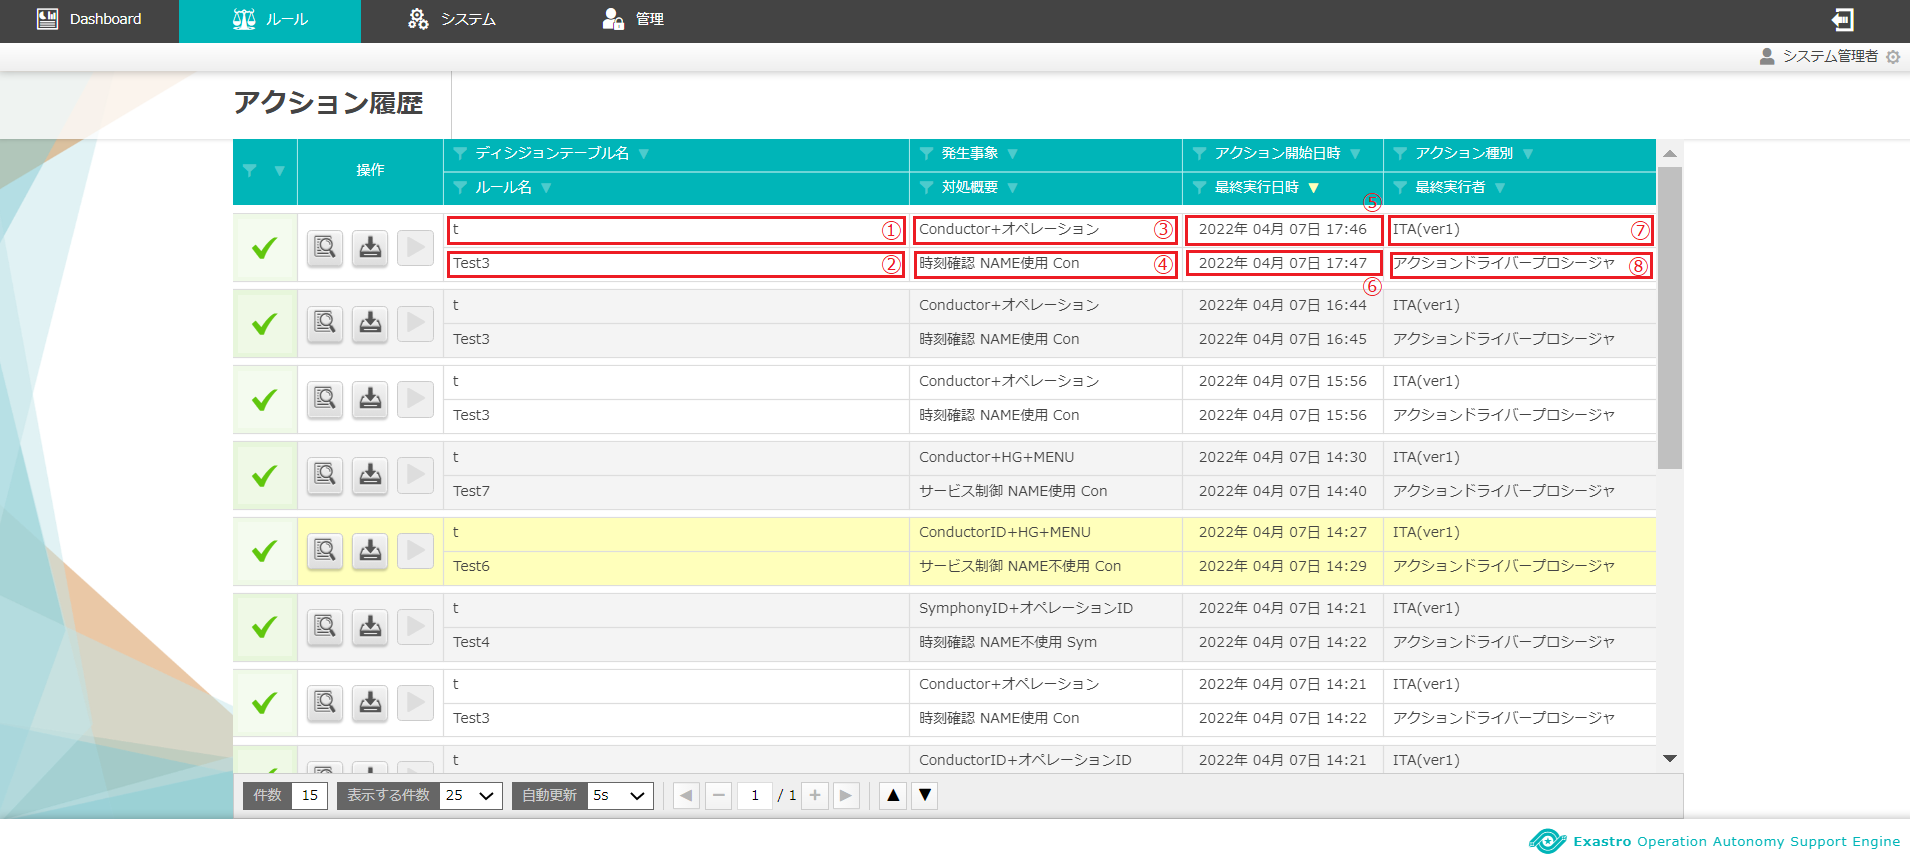 Dashboard ルール システム 管理
システム管理者
アクション履歴
操作 ディシジョンテーブル名 発生事象 アクション開始日時 アクション種別
ルール名 対処概要 最終実行日時 最終実行者
⑤
t ① Conductor+オペレーション ③ 2022年 04月 07日 17:46 ITA(ver1) ⑦
Test3 ② 時刻確認 NAME使用 Con ④ 2022年 04月 07日 17:47 アクションドライバープロシージャ ⑧
⑥
t Conductor+オペレーション 2022年 04月 07日 16:44 ITA(ver1)
Test3 時刻確認 NAME使用 Con 2022年 04月 07日 16:45 アクションドライバープロシージャ
t Conductor+オペレーション 2022年 04月 07日 15:56 ITA(ver1)
Test3 時刻確認 NAME使用 Con 2022年 04月 07日 15:56 アクションドライバープロシージャ
t Conductor+HG+MENU 2022年 04月 07日 14:30 ITA(ver1)
Test7 サービス制御 NAME使用 Con 2022年 04月 07日 14:40 アクションドライバープロシージャ
t ConductorID+HG+MENU 2022年 04月 07日 14:27 ITA(ver1)
Test6 サービス制御 NAME不使用 Con 2022年 04月 07日 14:29 アクションドライバープロシージャ
t SymphonyID+オペレーションID 2022年 04月 07日 14:21 ITA(ver1)
Test4 時刻確認 NAME不使用 Sym 2022年 04月 07日 14:22 アクションドライバープロシージャ
t Conductor+オペレーション 2022年 04月 07日 14:21 ITA(ver1)
Test3 時刻確認 NAME使用 Con 2022年 04月 07日 14:22 アクションドライバープロシージャ
t ConductorID+オペレーションID 2022年 04月 07日 14:21 ITA(ver1)
件数 15 表示する件数 25 自動更新 5s 1 / 1
Exastro Operation Autonomy Support Engine